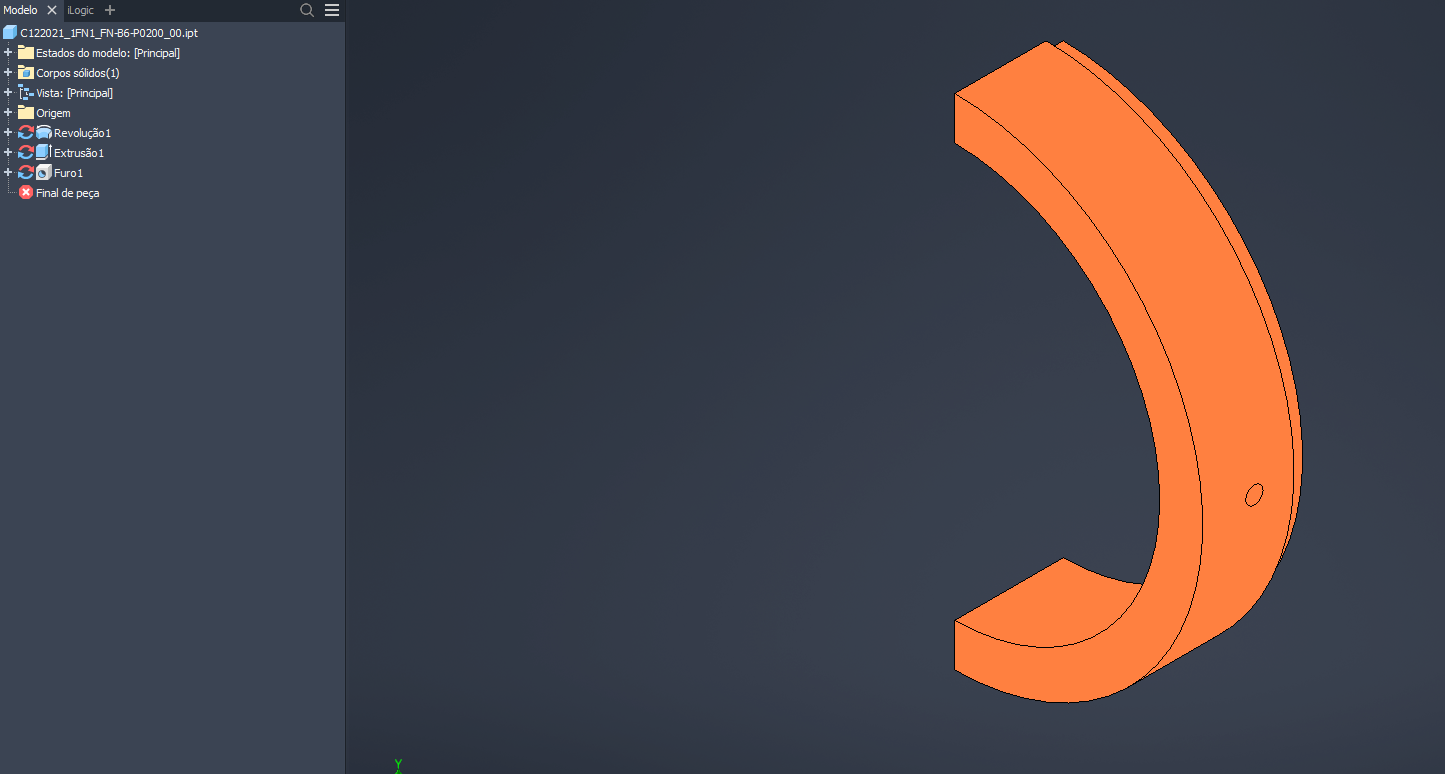 Modelo iLogic
C122021_1FN1_FN-B6-P0200_00.ipt
Estados do modelo: [Principal]
Corpos sólidos(1)
Vista: [Principal]
Origem
Revolução1
Extrusão1
Furo1
Final de peça
Y